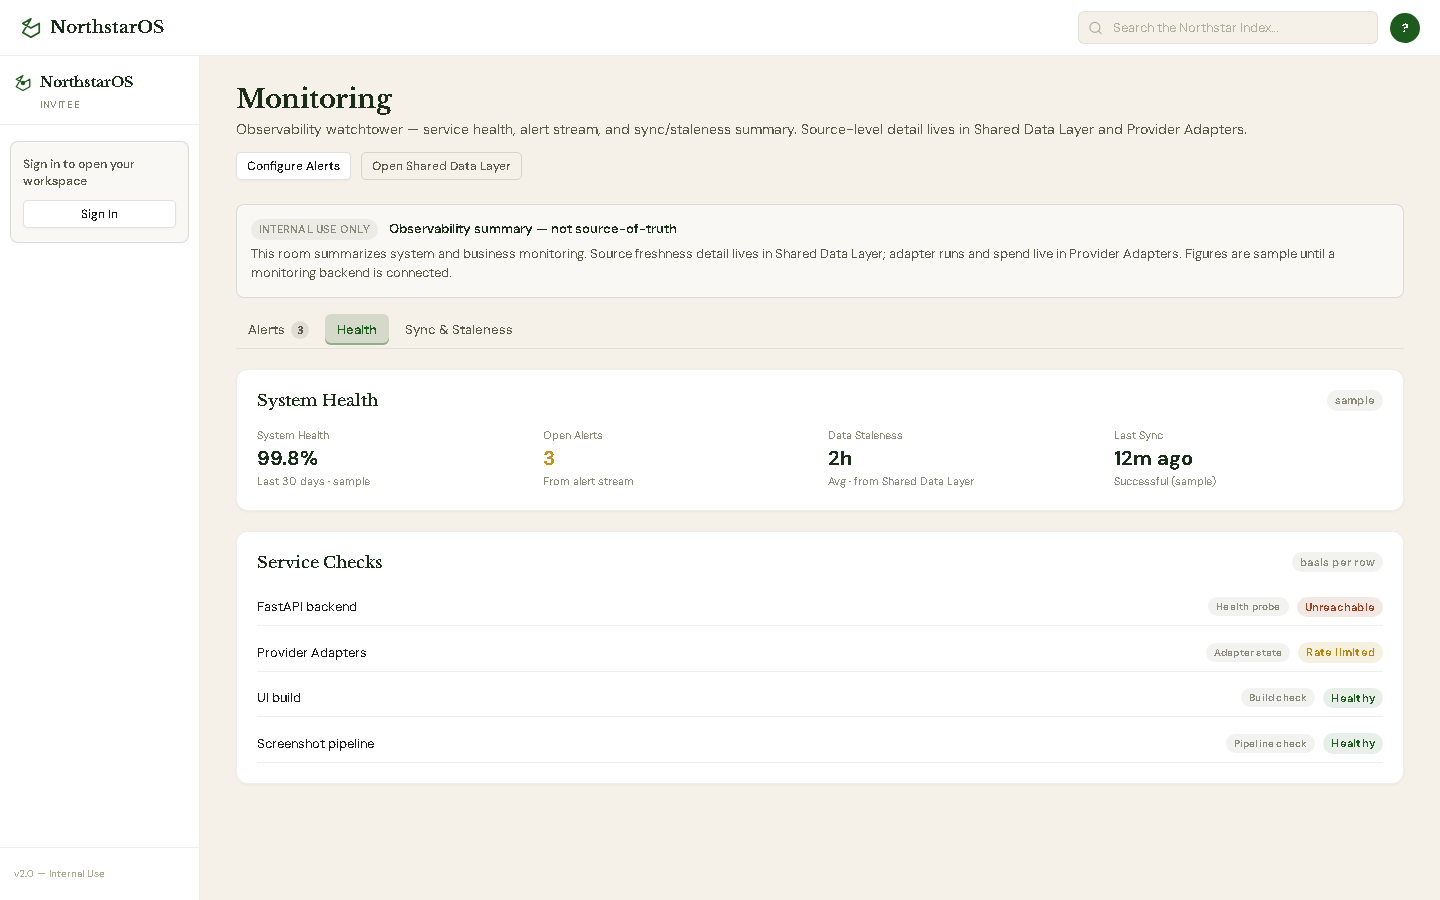 NorthstarOS
Search the Northstar Index...
?
NorthstarOS
INVITEE
Sign in to open your
workspace
Sign In
v2.0 — Internal Use
Monitoring
Observability watchtower — service health, alert stream, and sync/staleness summary. Source-level detail lives in Shared Data Layer and Provider Adapters.
Configure Alerts
Open Shared Data Layer
INTERNAL USE ONLY Observability summary — not source-of-truth
This room summarizes system and business monitoring. Source freshness detail lives in Shared Data Layer; adapter runs and spend live in Provider Adapters. Figures are sample until a
monitoring backend is connected.
Alerts 3 Health Sync & Staleness
System Health sample
System Health Open Alerts Data Staleness Last Sync
99.8% 3 2h 12m ago
Last 30 days · sample From alert stream Avg · from Shared Data Layer Successful (sample)
Service Checks basis per row
FastAPI backend Health probe Unreachable
Provider Adapters Adapter state Rate limited
UI build Build check Healthy
Screenshot pipeline Pipeline check Healthy